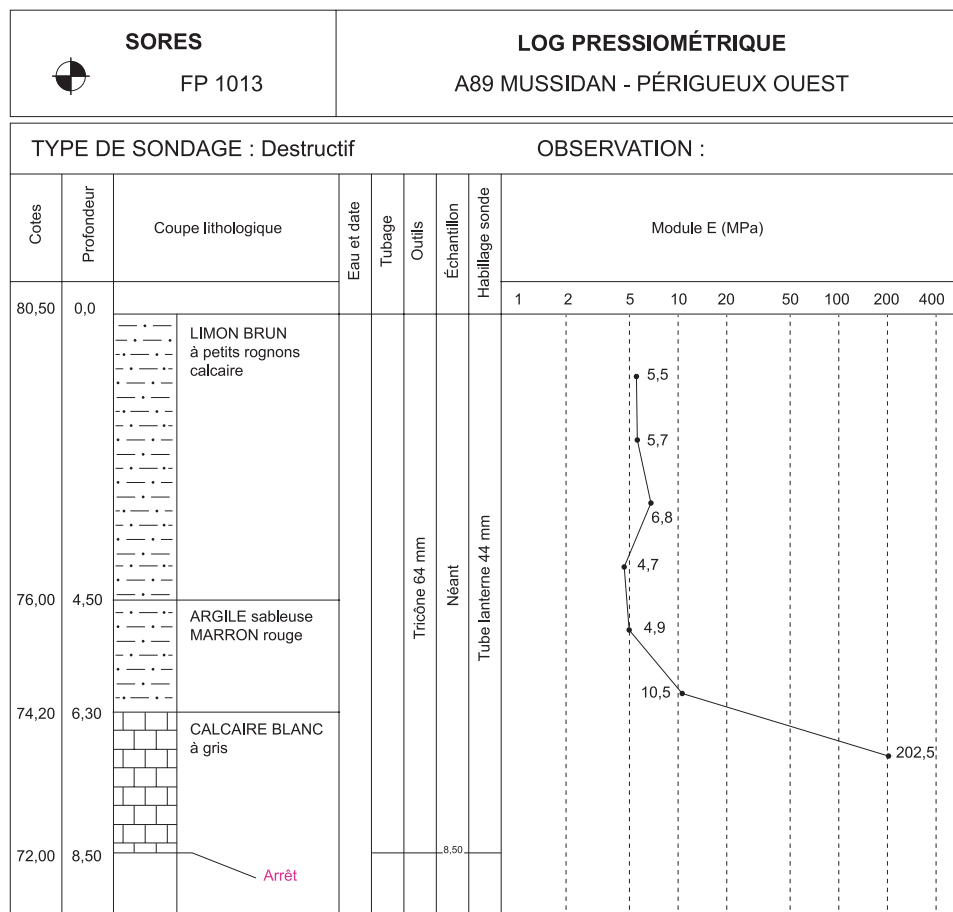 SORES
FP 1013
LOG PRESSIOMÉTRIQUE
A89 MUSSIDAN - PÉRIGUEUX OUEST
TYPE DE SONDAGE : Destructif
OBSERVATION :
Cotes
Profondeur
Coupe lithologique
Eau et date
Tubage
Outils
Échantillon
Habillage sonde
Module E (MPa)
80,50 0,0
1 2 5 10 20 50 100 200 400
LIMON BRUN
à petits rognons
calcaire
5,5
5,7
6,8
4,7
Tricône 64 mm
Néant
Tube lanterne 44 mm
76,00 4,50
ARGILE sableuse
MARRON rouge
4,9
10,5
74,20 6,30
CALCAIRE BLANC
à gris
202,5
72,00 8,50
8,50
Arrêt